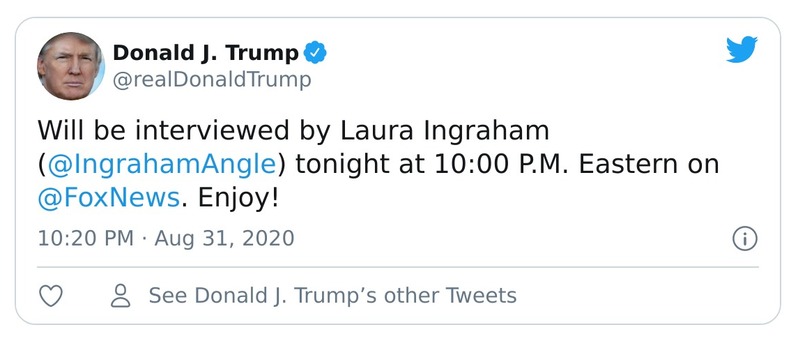 Donald J. Trump
@realDonaldTrump
Will be interviewed by Laura Ingraham
(@IngrahamAngle) tonight at 10:00 P.M. Eastern on
@FoxNews. Enjoy!
10:20 PM · Aug 31, 2020
See Donald J. Trump’s other Tweets